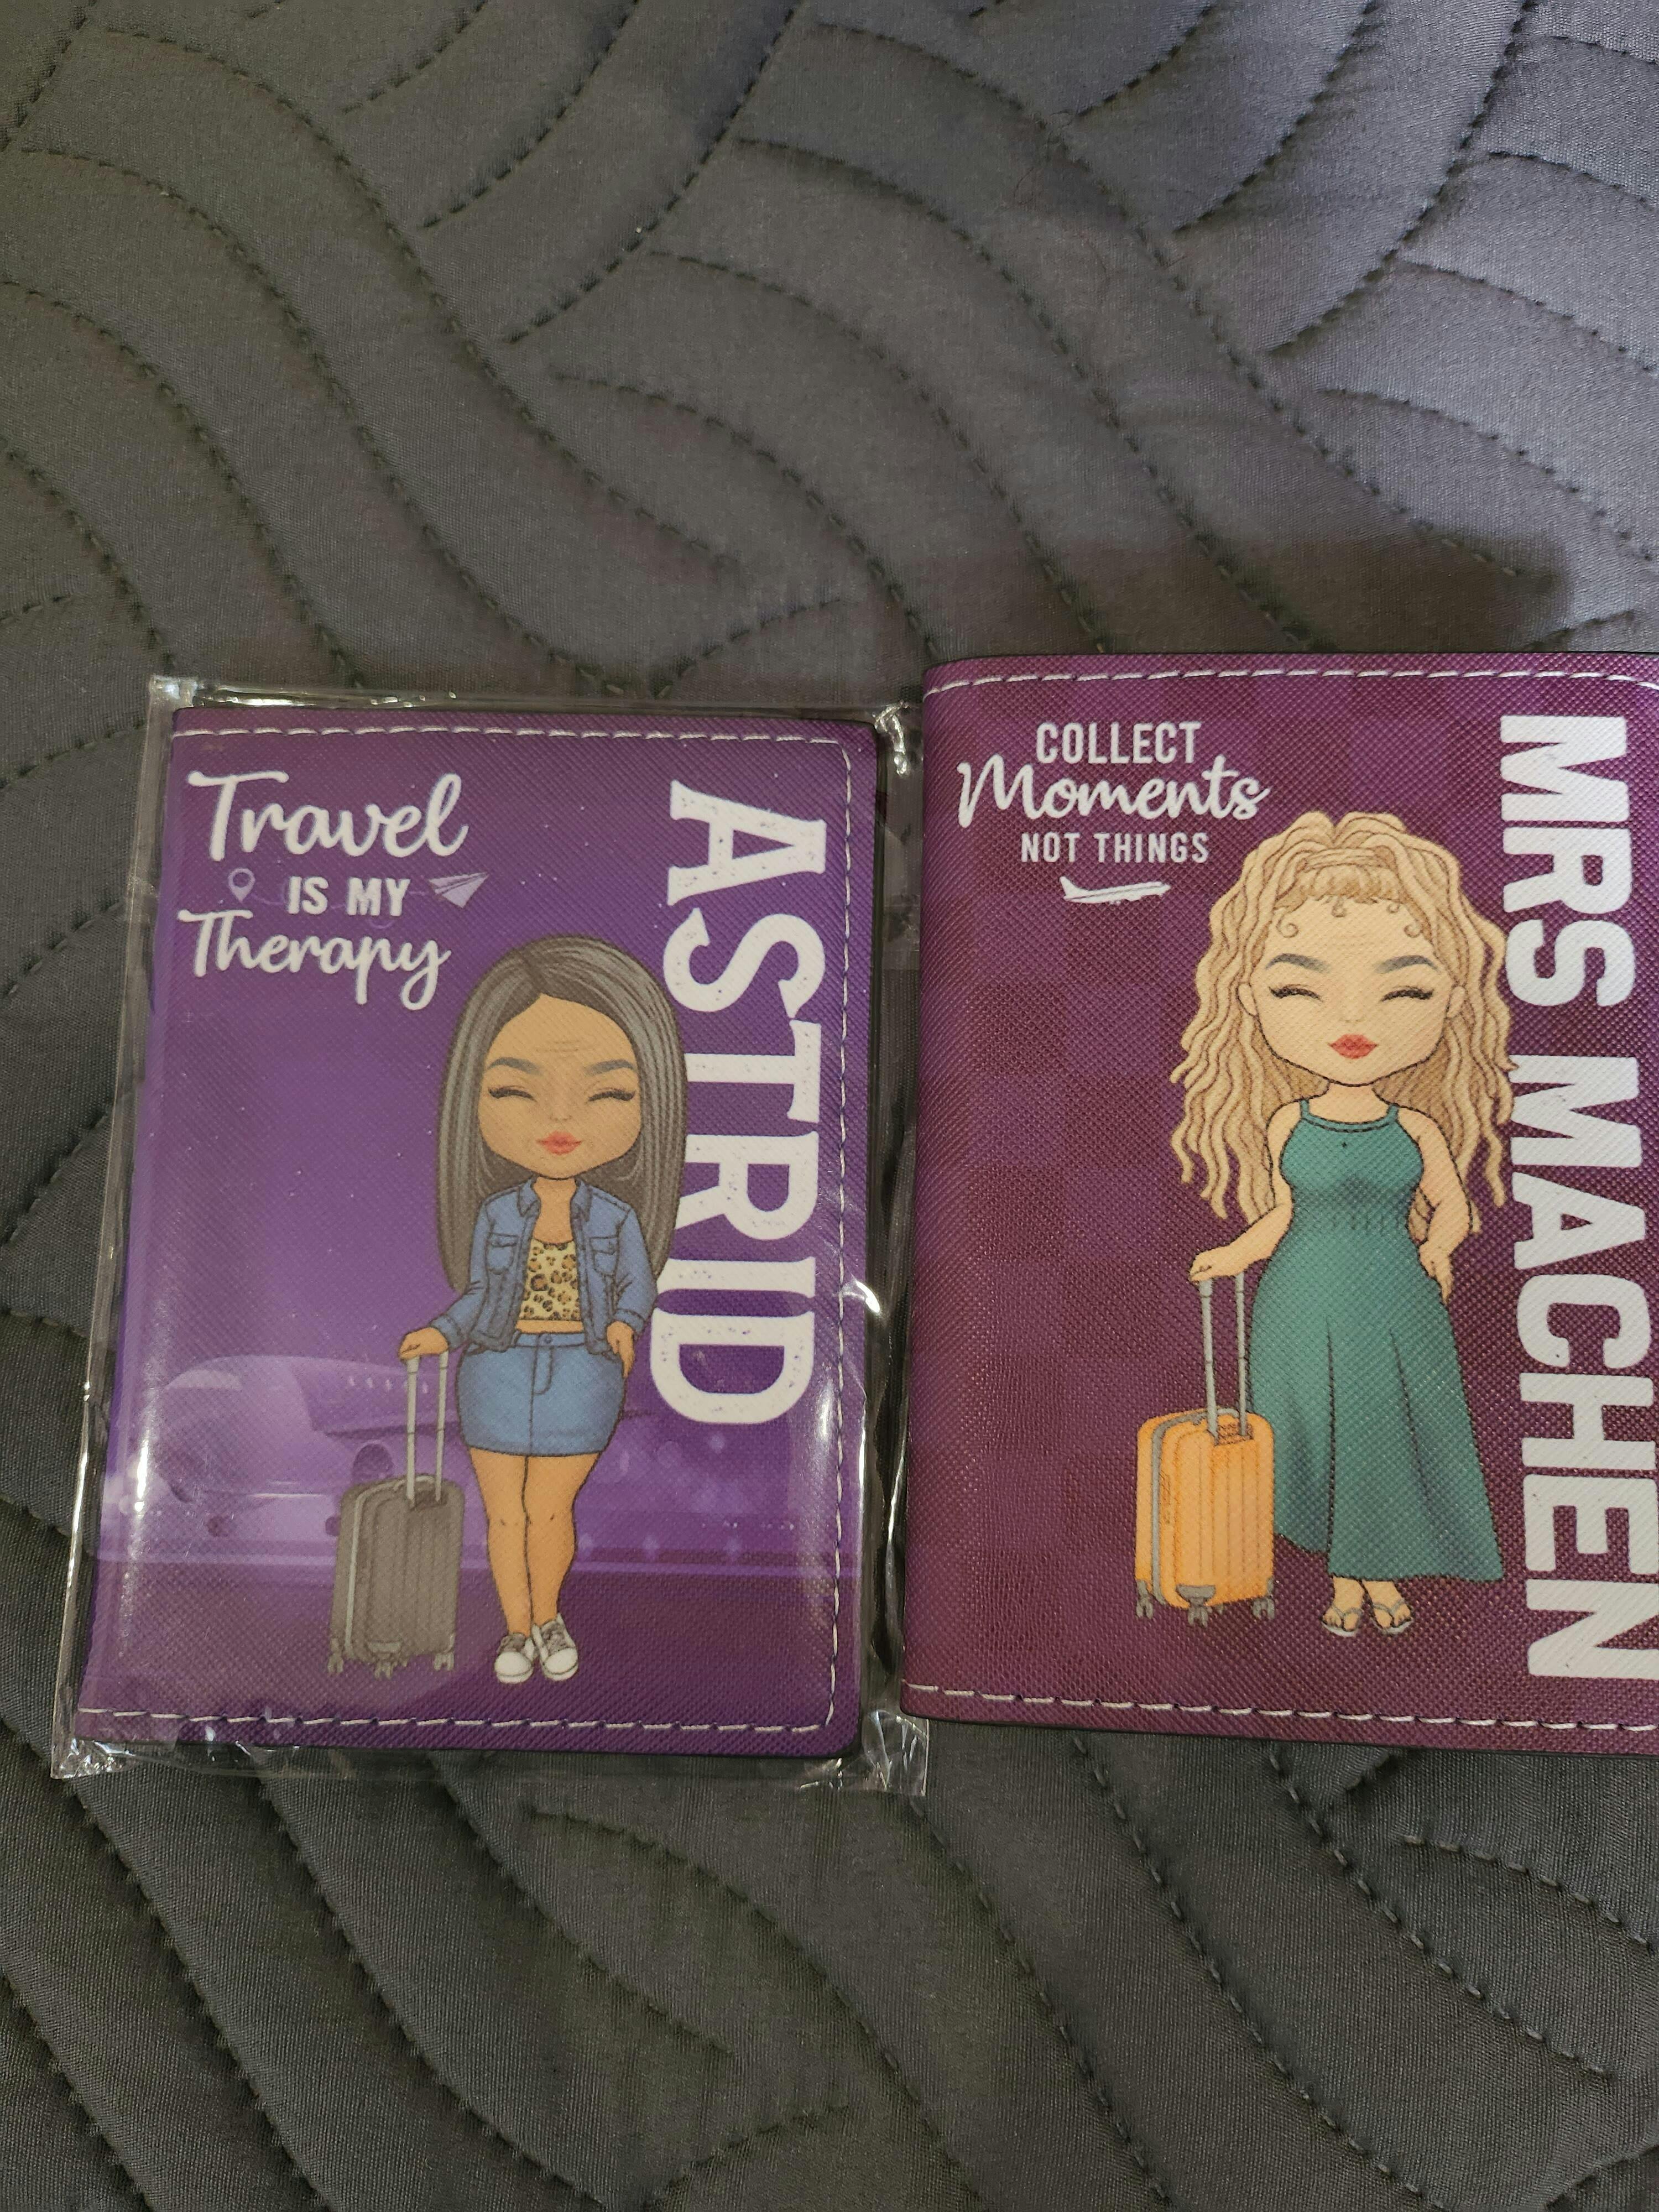 Travel
IS MY
Therapy
ASTRID
COLLECT
Moments
NOT THINGS
MRS MACHEN